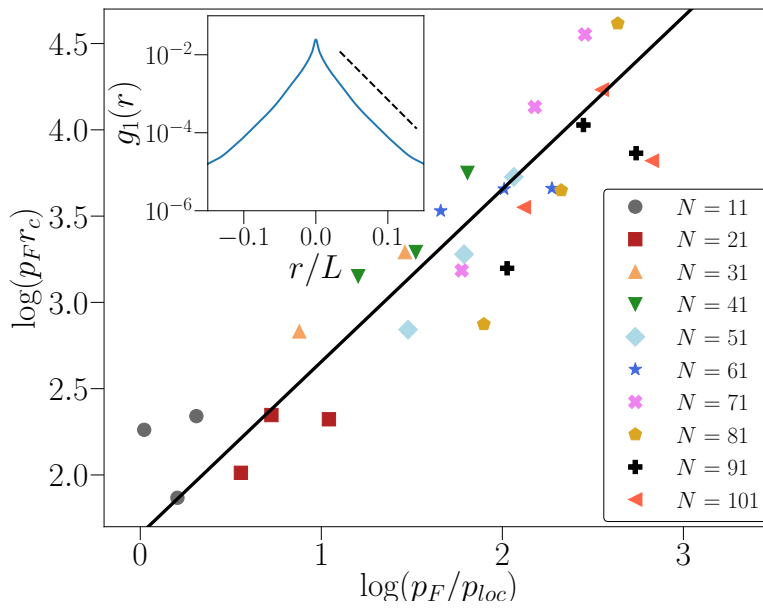 4.5
4.0
3.5
3.0
2.5
2.0
log(p_F r_c)
0
1
2
3
log(p_F/p_{loc})
10^{-2}
10^{-4}
10^{-6}
g_1(r)
−0.1
0.0
0.1
r/L
N = 11
N = 21
N = 31
N = 41
N = 51
N = 61
N = 71
N = 81
N = 91
N = 101